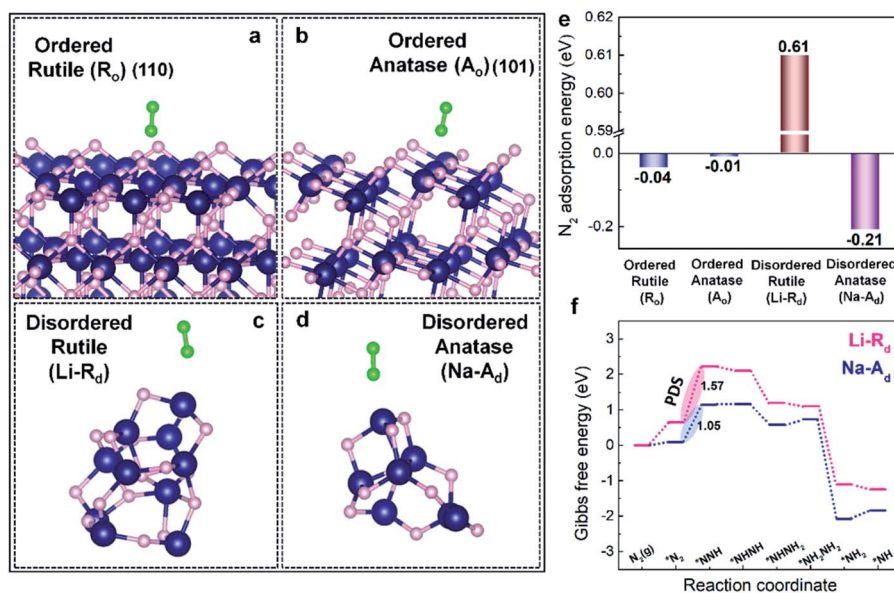 a
Ordered
Rutile (Ro) (110)
b
Ordered
Anatase (Ao) (101)
c
Disordered
Rutile
(Li-Rd)
d
Disordered
Anatase
(Na-Ad)
e
N2 adsorption energy (eV)
0.62
0.61
0.60
0.59
0.0
-0.2
-0.04
-0.01
0.61
-0.21
Ordered
Rutile
(Ro)
Ordered
Anatase
(Ao)
Disordered
Rutile
(Li-Rd)
Disordered
Anatase
(Na-Ad)
f
Gibbs free energy (eV)
3
2
1
0
-1
-2
-3
Li-Rd
Na-Ad
PDS
1.57
1.05
N2(g)
*N2
*NNH
*NHNH
*NHNH2
*NH2NH2
*NH2
*NH
Reaction coordinate